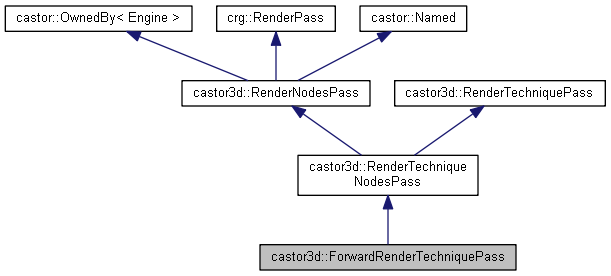 castor::OwnedBy< Engine >
crg::RenderPass
castor::Named
castor3d::RenderNodesPass
castor3d::RenderTechniquePass
castor3d::RenderTechnique
NodesPass
castor3d::ForwardRenderTechniquePass